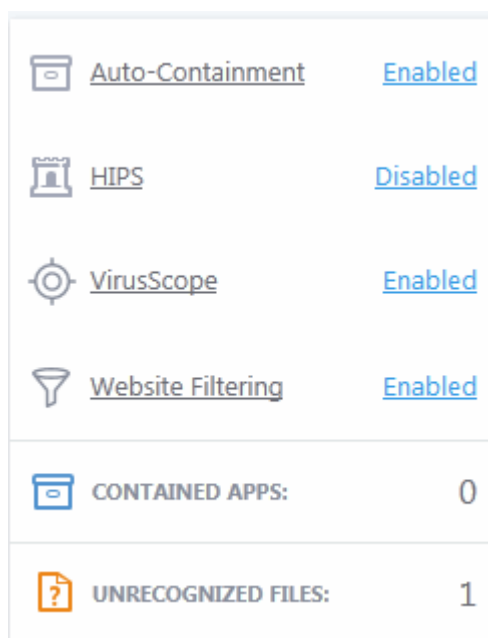 Auto-Containment Enabled
HIPS Disabled
VirusScope Enabled
Website Filtering Enabled
CONTAINED APPS: 0
UNRECOGNIZED FILES: 1